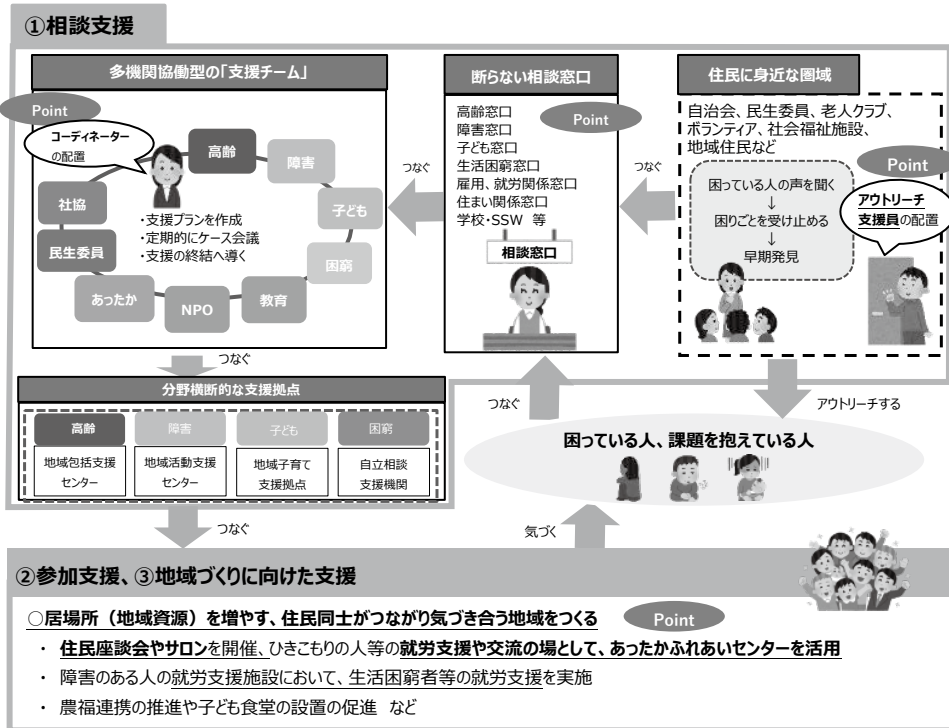 ①相談支援
多機関協働型の「支援チーム」
Point
コーディネーター
の配置
高齢
障害
子ども
困窮
教育
NPO
あったか
民生委員
社協
・支援プランを作成
・定期的にケース会議
・支援の終結へ導く
つなぐ
断らない相談窓口
Point
高齢窓口
障害窓口
子ども窓口
生活困窮窓口
雇用、就労関係窓口
住まい関係窓口
学校・SSW 等
相談窓口
つなぐ
住民に身近な圏域
自治会、民生委員、老人クラブ、
ボランティア、社会福祉施設、
地域住民など
Point
アウトリーチ
支援員の配置
困っている人の声を聞く
↓
困りごとを受け止める
↓
早期発見
つなぐ
分野横断的な支援拠点
高齢
障害
子ども
困窮
地域包括支援
センター
地域活動支援
センター
地域子育て
支援拠点
自立相談
支援機関
つなぐ
アウトリーチする
困っている人、課題を抱えている人
つなぐ
気づく
②参加支援、③地域づくりに向けた支援
○居場所（地域資源）を増やす、住民同士がつながり気づき合う地域をつくる
Point
・ 住民座談会やサロンを開催、ひきこもりの人等の就労支援や交流の場として、あったかふれあいセンターを活用
・ 障害のある人の就労支援施設において、生活困窮者等の就労支援を実施
・ 農福連携の推進や子ども食堂の設置の促進 など